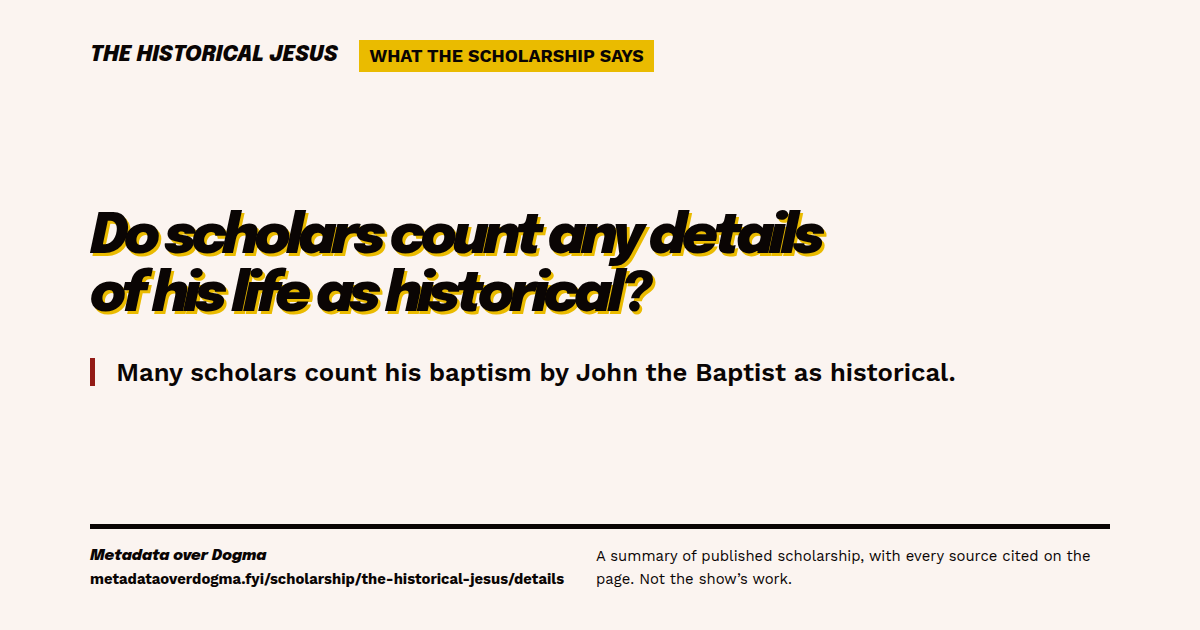 THE HISTORICAL JESUS
WHAT THE SCHOLARSHIP SAYS
Do scholars count any details
of his life as historical?
Many scholars count his baptism by John the Baptist as historical.
Metadata over Dogma
metadataoverdogma.fyi/scholarship/the-historical-jesus/details
A summary of published scholarship, with every source cited on the
page. Not the show’s work.